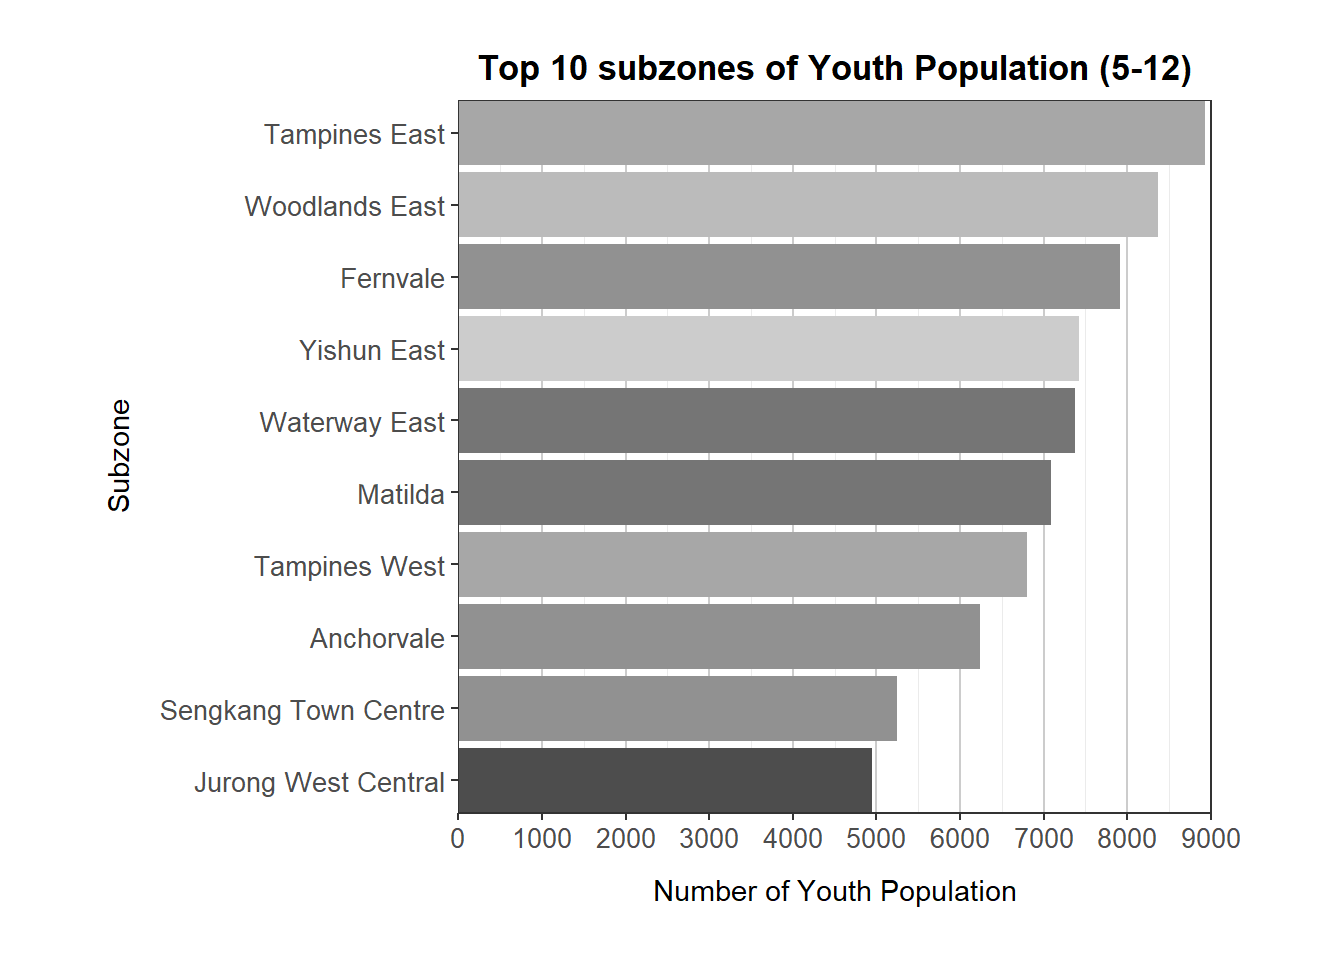 Top 10 subzones of Youth Population (5-12)
Tampines East
Woodlands East
Fernvale
Yishun East
Waterway East
Matilda
Tampines West
Anchorvale
Sengkang Town Centre
Jurong West Central
Subzone
0 1000 2000 3000 4000 5000 6000 7000 8000 9000
Number of Youth Population